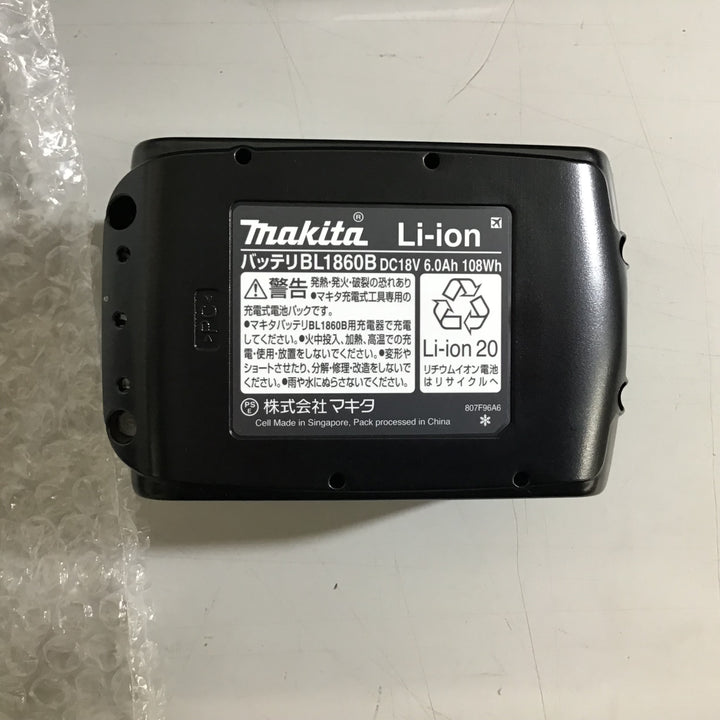 makita® Li-ion
バッテリBL1860B DC18V 6.0Ah 108Wh
警告 発熱・発火・破裂の恐れあり
●マキタ充電式工具専用の
充電式電池パックです。
●マキタバッテリBL1860B用充電器で充電
してください。●火中投入、加熱、高温での充
電・使用・放置をしないでください。●変形や
ショートさせたり、分解・修理・改造をしないで
ください。●雨や水にぬらさないでください。
Li-ion 20
リチウムイオン電池
はリサイクルへ
PS E 株式会社マキタ
807F96A6
Cell Made in Singapore, Pack processed in China
>PC<